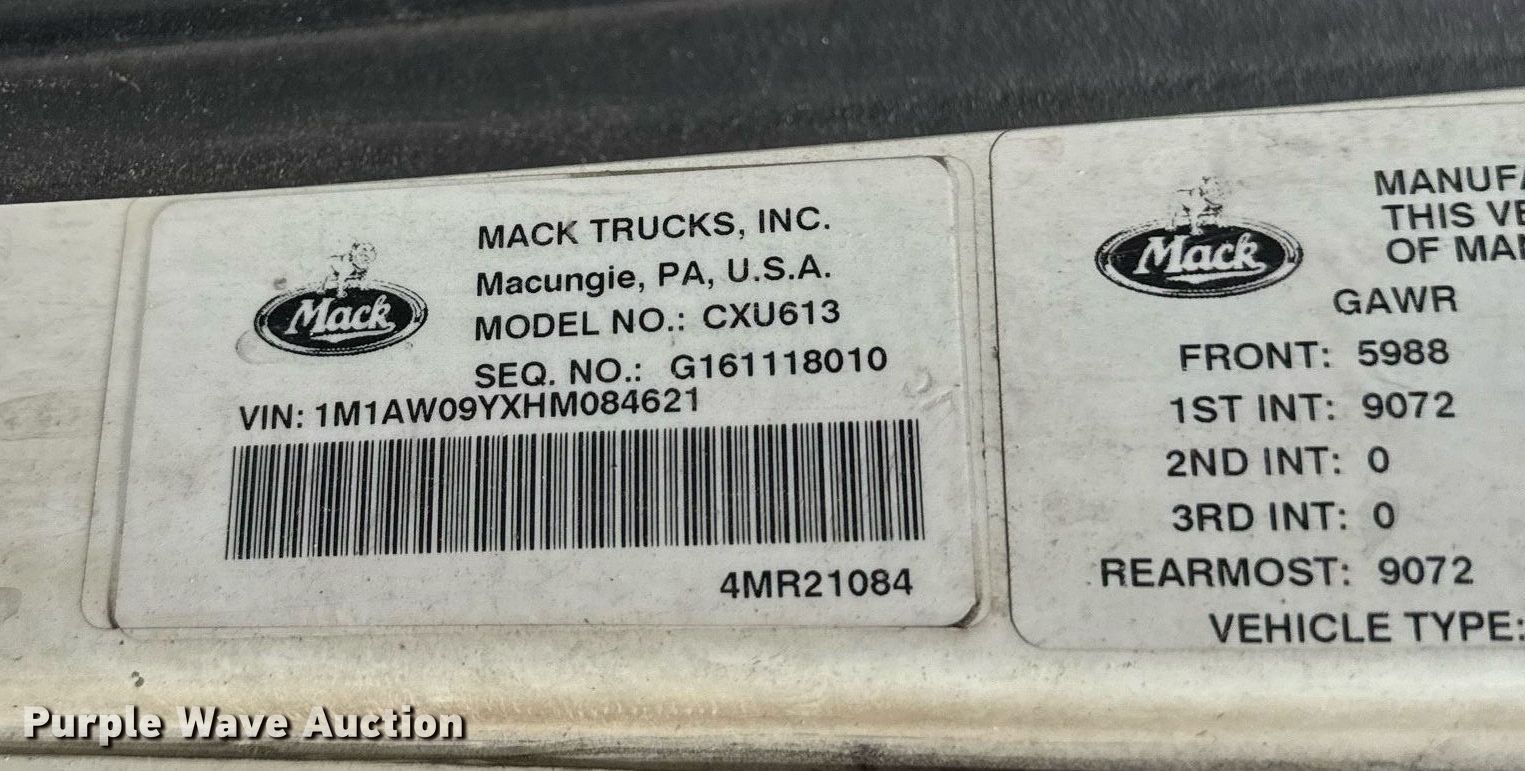 Mack
MACK TRUCKS, INC.
Macungie, PA, U.S.A.
MODEL NO.: CXU613
SEQ. NO.: G161118010
VIN: 1M1AW09YXHM084621
4MR21084
Mack
MANUFA
THIS VE
OF MAN
GAWR
FRONT: 5988
1ST INT: 9072
2ND INT: 0
3RD INT: 0
REARMOST: 9072
VEHICLE TYPE:
Purple Wave Auction